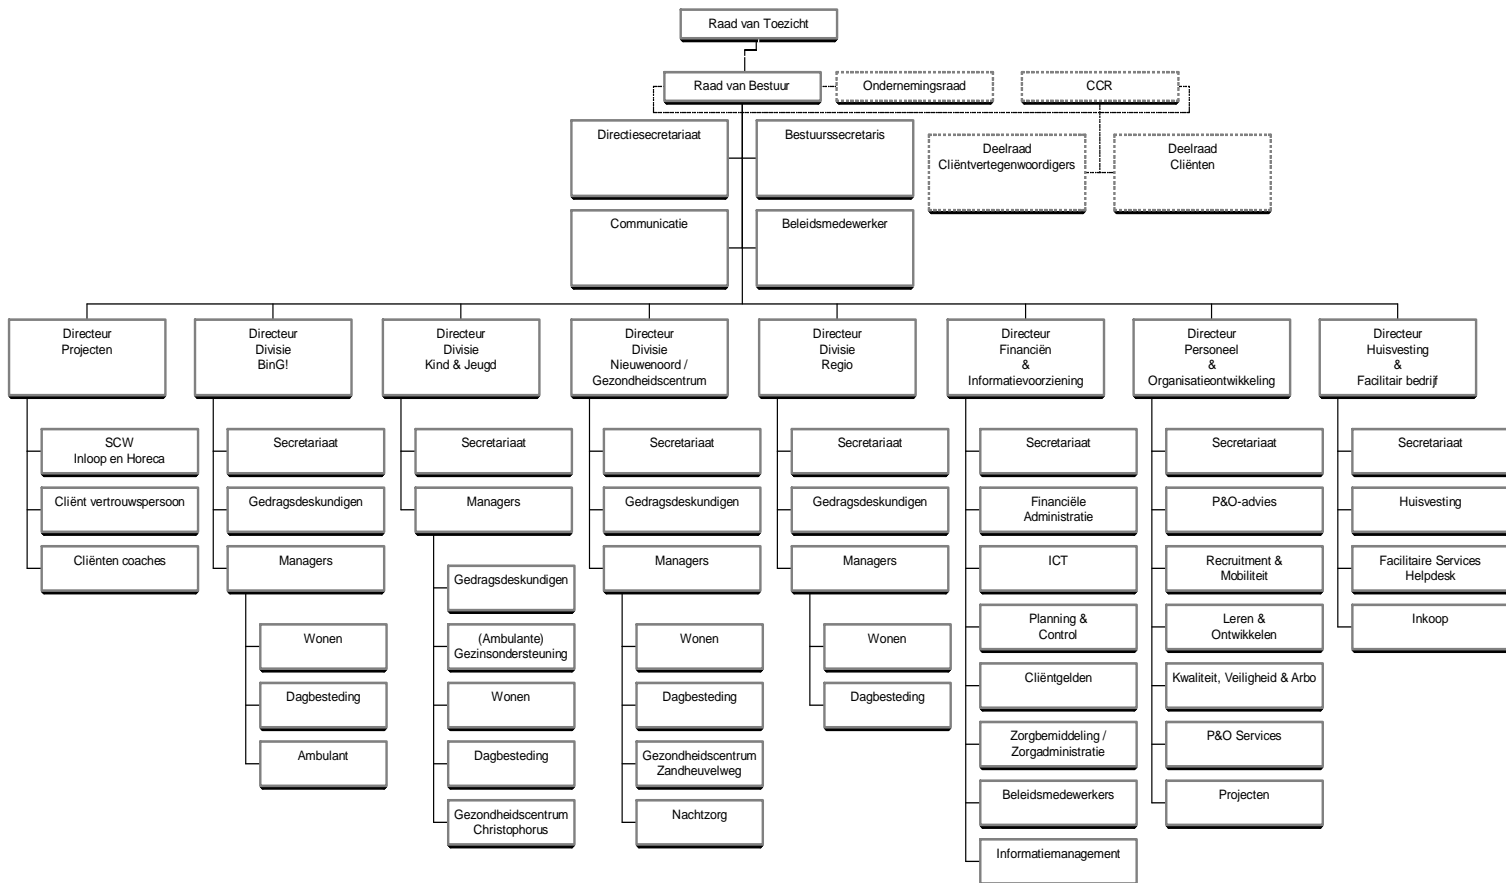 Raad van Toezicht
Raad van Bestuur
Ondernemingsraad
CCR
Directiesecretariaat
Bestuurssecretaris
Deelraad
Cliëntvertegenwoordigers
Deelraad
Cliënten
Communicatie
Beleidsmedewerker
Directeur
Projecten
Directeur
Divisie
BinG!
Directeur
Divisie
Kind & Jeugd
Directeur
Divisie
Nieuwenoord /
Gezondheidscentrum
Directeur
Divisie
Regio
Directeur
Financiën
&
Informatievoorziening
Directeur
Personeel
&
Organisatieontwikkeling
Directeur
Huisvesting
&
Facilitair bedrijf
SCW
Inloop en Horeca
Cliënt vertrouwspersoon
Cliënten coaches
Secretariaat
Gedragsdeskundigen
Managers
Wonen
Dagbesteding
Ambulant
Secretariaat
Managers
Gedragsdeskundigen
(Ambulante)
Gezinsondersteuning
Wonen
Dagbesteding
Gezondheidscentrum
Christophorus
Secretariaat
Gedragsdeskundigen
Managers
Wonen
Dagbesteding
Gezondheidscentrum
Zandheuvelweg
Nachtzorg
Secretariaat
Gedragsdeskundigen
Managers
Wonen
Dagbesteding
Secretariaat
Financiële
Administratie
ICT
Planning &
Control
Cliëntgelden
Zorgbemiddeling /
Zorgadministratie
Beleidsmedewerkers
Informatiemanagement
Secretariaat
P&O-advies
Recruitment &
Mobiliteit
Leren &
Ontwikkelen
Kwaliteit, Veiligheid & Arbo
P&O Services
Projecten
Secretariaat
Huisvesting
Facilitaire Services
Helpdesk
Inkoop